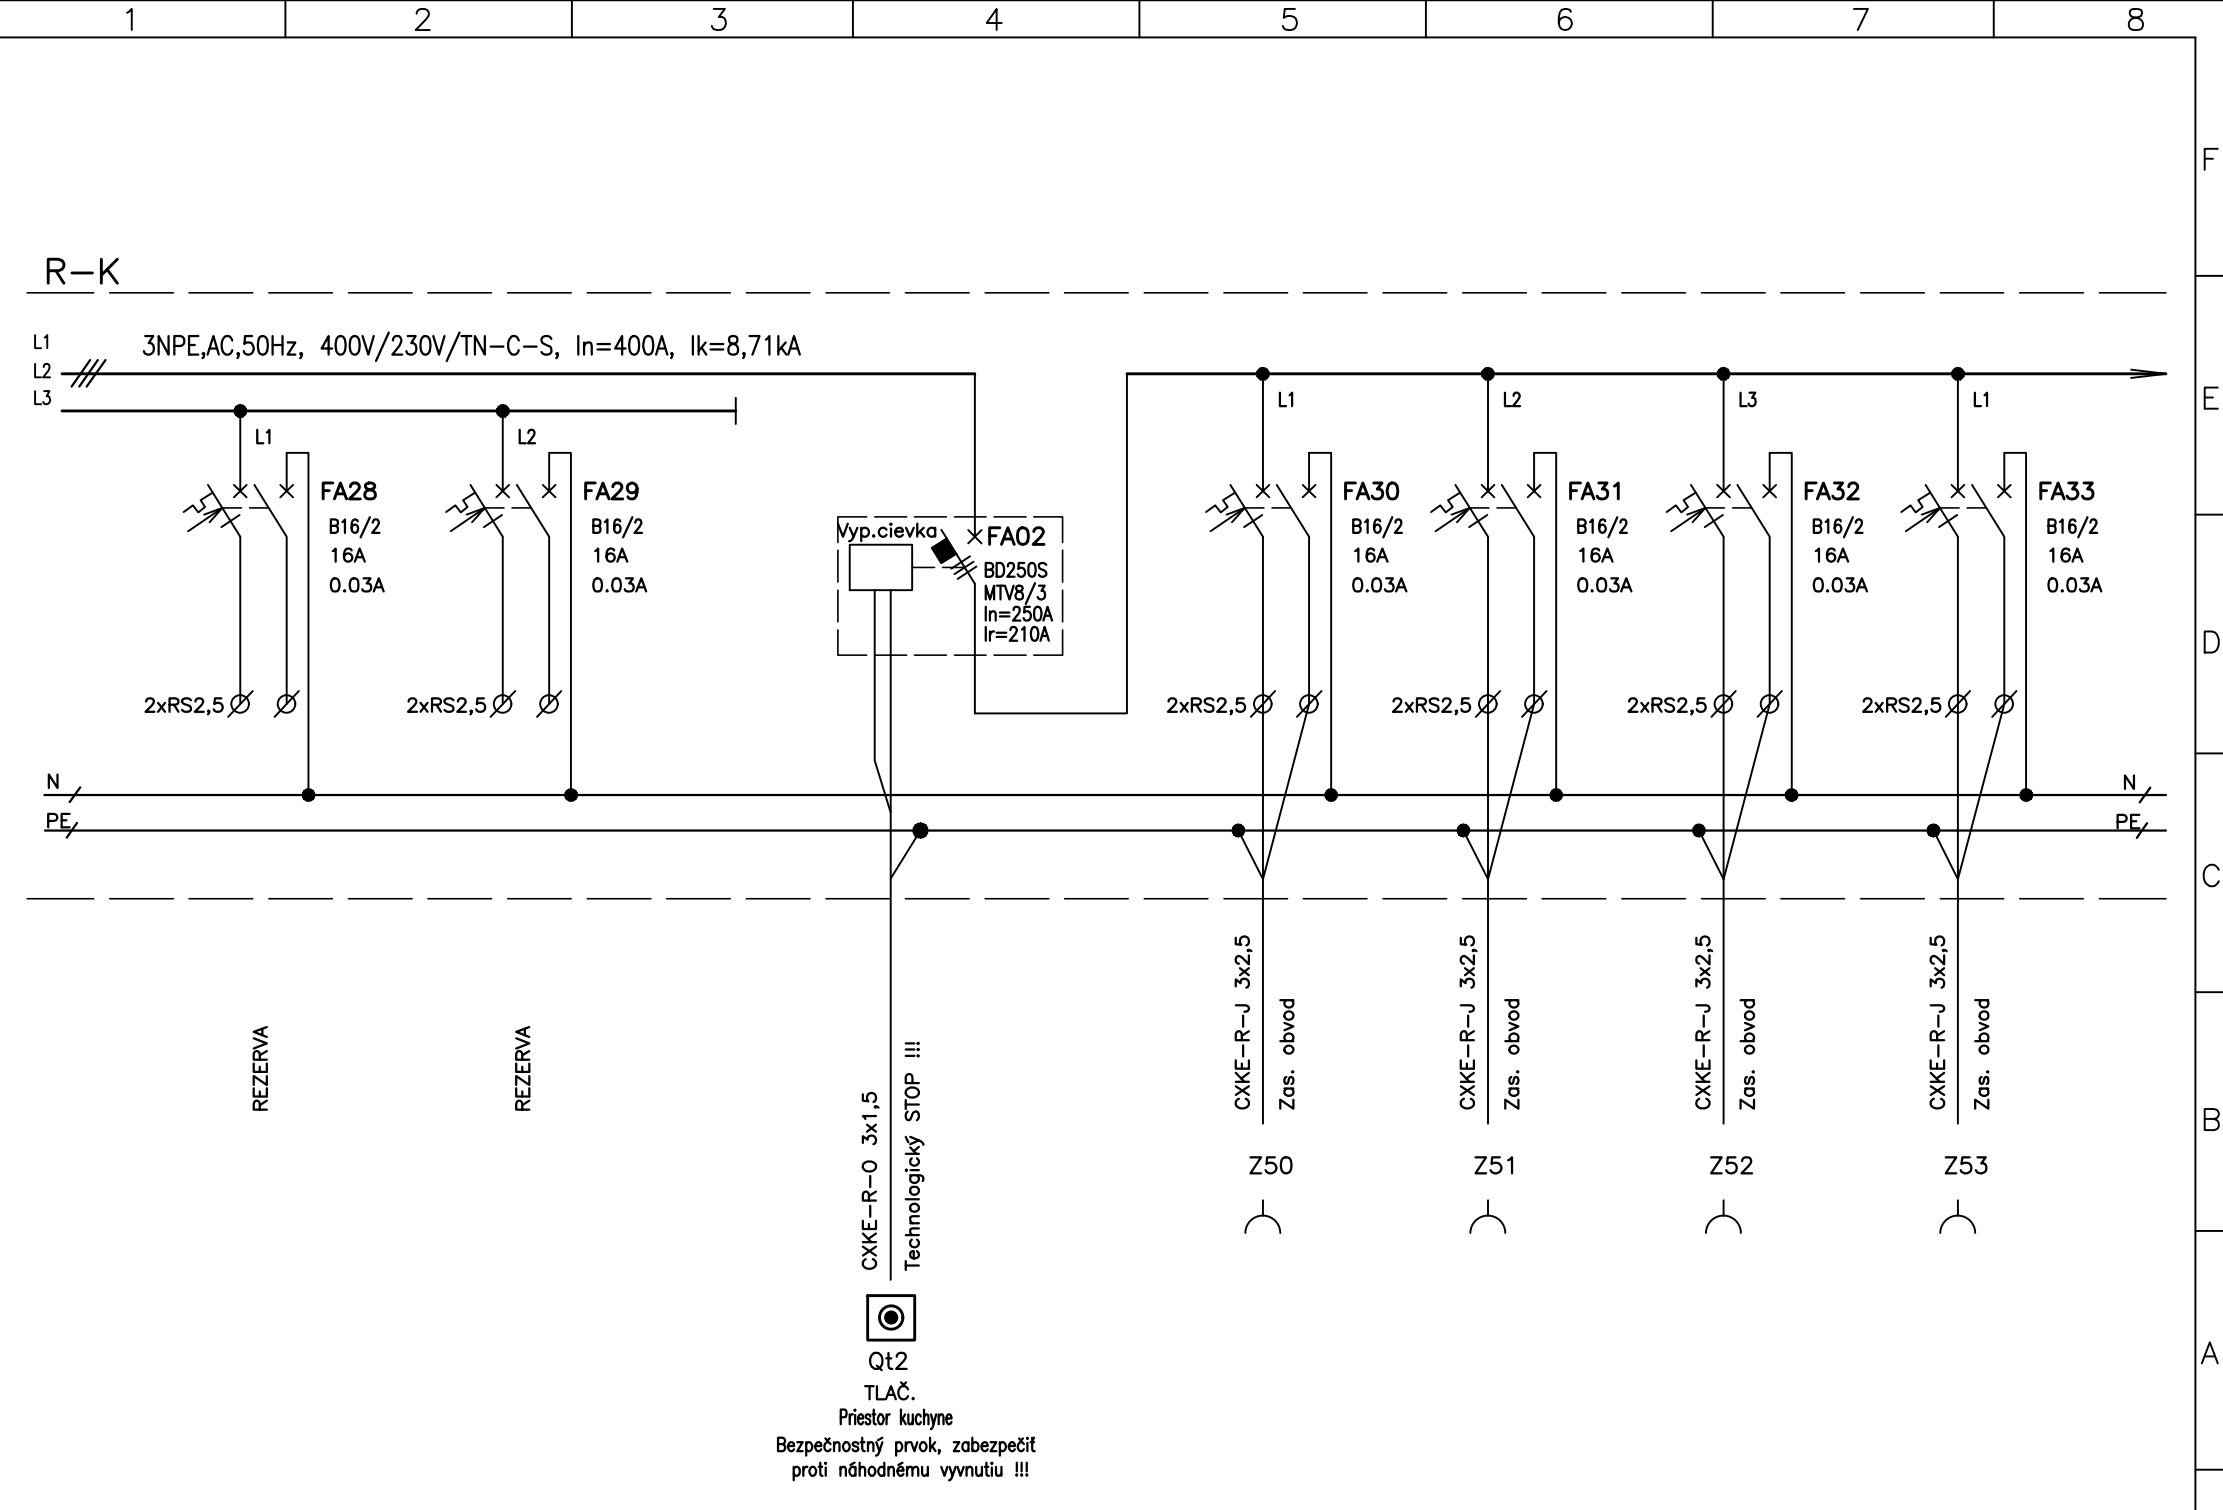 1 2 3 4 5 6 7 8
F
R-K
L1 3NPE,AC,50Hz, 400V/230V/TN-C-S, In=400A, Ik=8,71kA
L2
L3
E
L1 L2 L1 L2 L3 L1
FA28 FA29 FA30 FA31 FA32 FA33
B16/2 B16/2 B16/2 B16/2 B16/2 B16/2
16A 16A 16A 16A 16A 16A
0.03A 0.03A 0.03A 0.03A 0.03A 0.03A
Vyp.cievka FA02
BD250S
MTV8/3
In=250A
Ir=210A
D
2xRS2,5 2xRS2,5 2xRS2,5 2xRS2,5 2xRS2,5 2xRS2,5
N N
PE PE
C
REZERVA
REZERVA
CXKE-R-O 3x1,5
Technologický STOP !!!
CXKE-R-J 3x2,5
Zas. obvod
CXKE-R-J 3x2,5
Zas. obvod
CXKE-R-J 3x2,5
Zas. obvod
CXKE-R-J 3x2,5
Zas. obvod
B
Z50 Z51 Z52 Z53
A
Qt2
TLAČ.
Priestor kuchyne
Bezpečnostný prvok, zabezpečiť
proti náhodnému vyvnutiu !!!